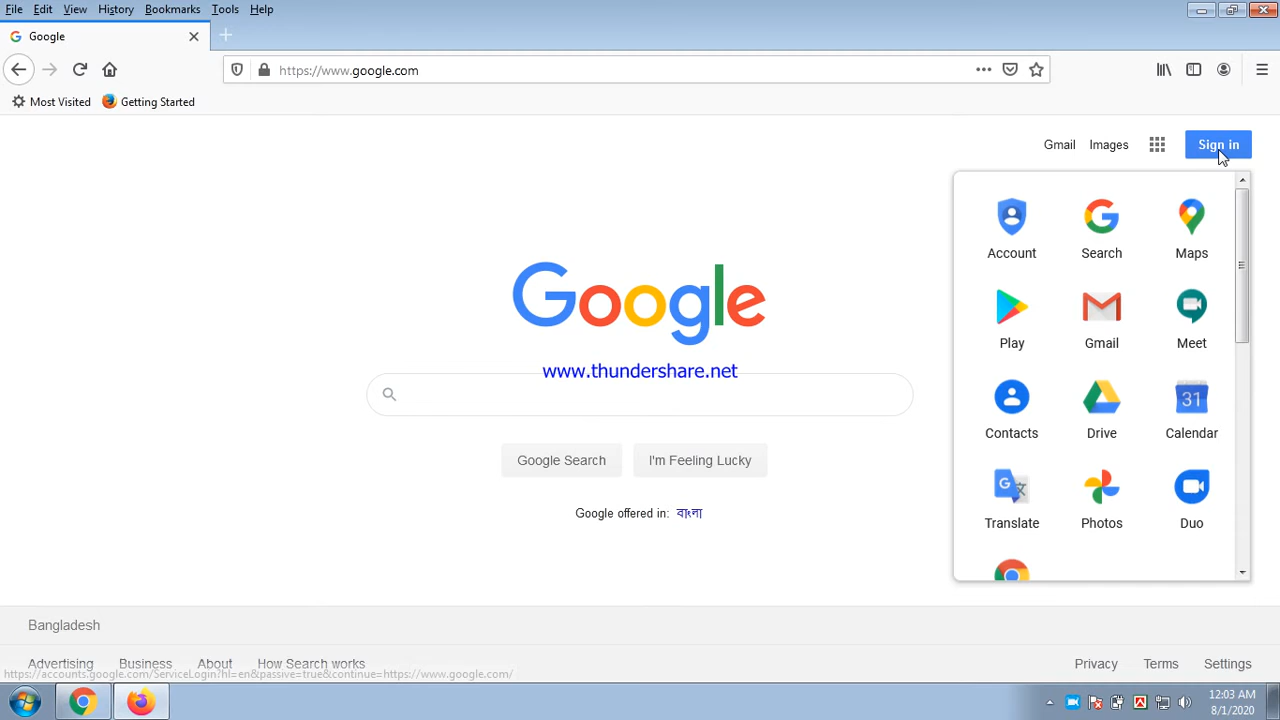 File Edit View History Bookmarks Tools Help
Google
https://www.google.com
Most Visited Getting Started
Gmail Images Sign in
Account Search Maps
Play Gmail Meet
Contacts Drive Calendar
31
Translate Photos Duo
Google
www.thundershare.net
Google Search I'm Feeling Lucky
Google offered in: বাংলা
Bangladesh
Advertising Business About How Search works
Privacy Terms Settings
https://accounts.google.com/ServiceLogin?hl=en&passive=true&continue=https://www.google.com/
12:03 AM
8/1/2020